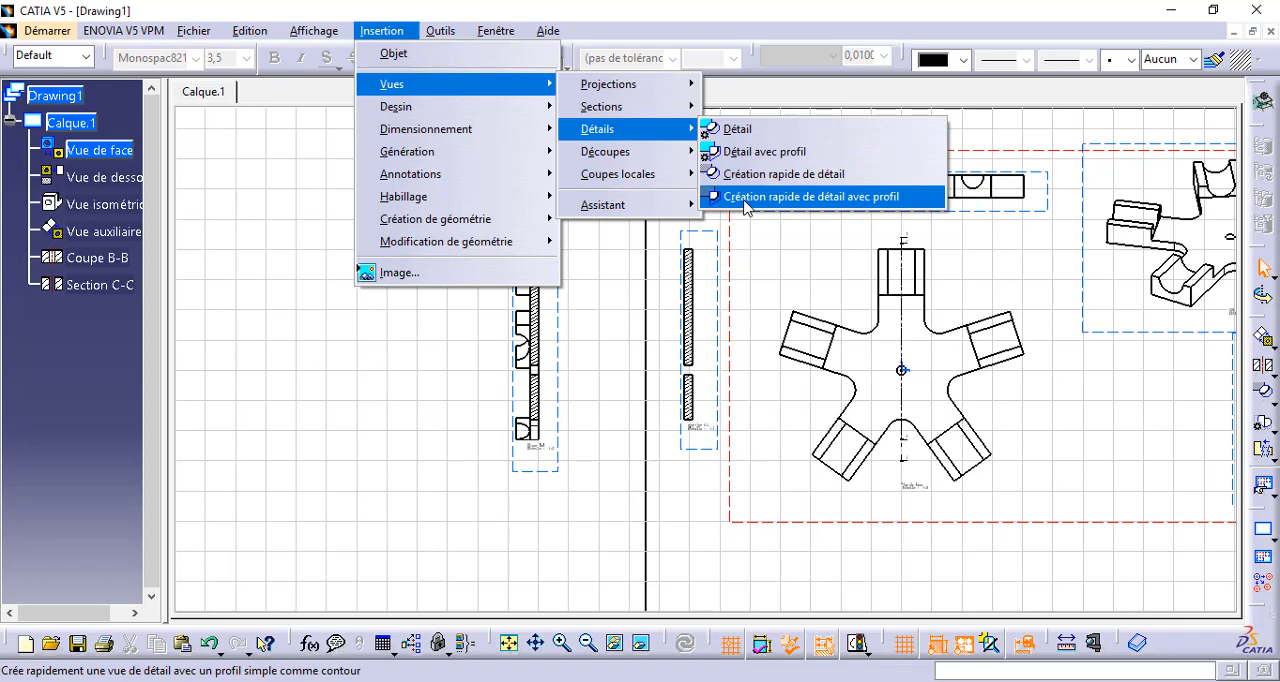 CATIA V5 - [Drawing1]
Démarrer ENOVIA V5 VPM Fichier Edition Affichage Insertion Outils Fenêtre Aide
Default Monospac821 3,5 B I S (pas de toléranc 0,0100 Aucun
Objet
Vues
Dessin
Dimensionnement
Génération
Annotations
Habillage
Création de géométrie
Modification de géométrie
Image...
Projections
Sections
Détails
Découpes
Coupes locales
Assistant
Détail
Détail avec profil
Création rapide de détail
Création rapide de détail avec profil
Drawing1
Calque.1
Vue de face
Vue de desso
Vue isométric
Vue auxiliaire
Coupe B-B
Section C-C
Calque.1
f(x)
CATIA
Crée rapidement une vue de détail avec un profil simple comme contour